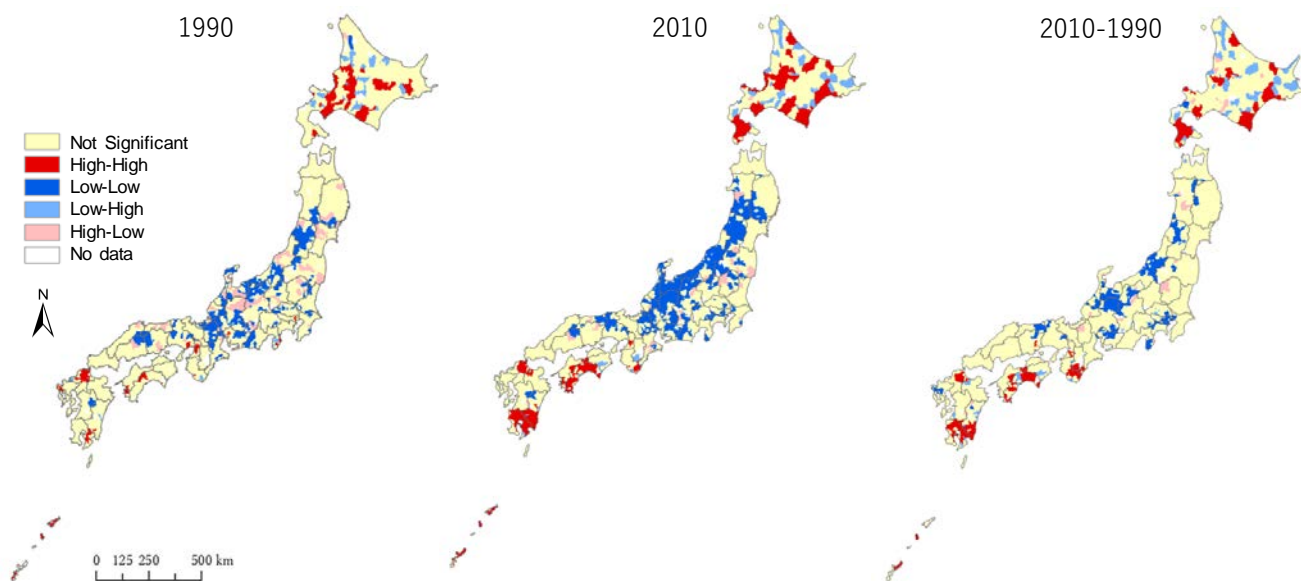 1990
2010
2010-1990
Not Significant
High-High
Low-Low
Low-High
High-Low
No data
N
0 125 250 500 km